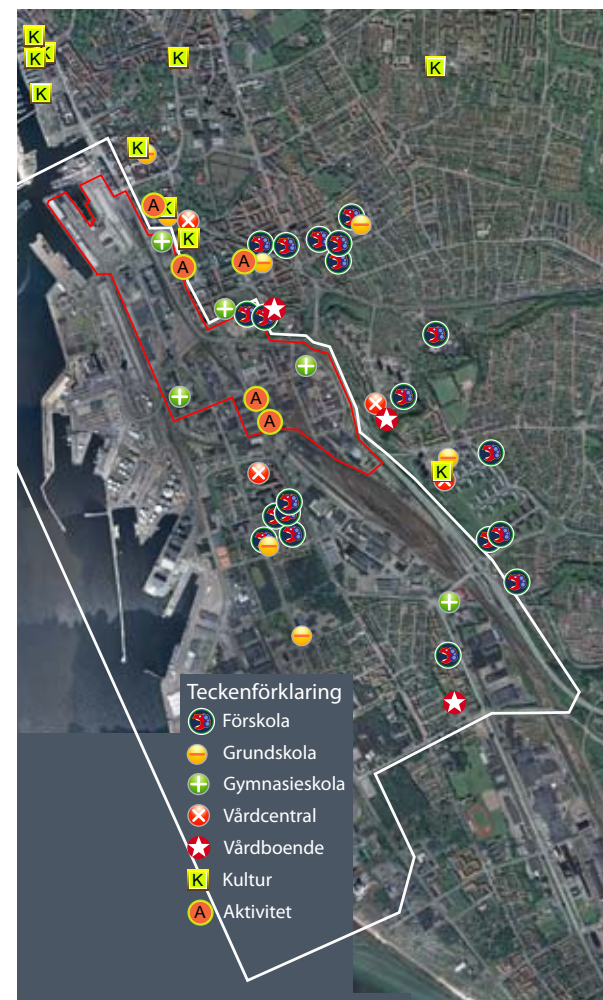 K
K
K
K
K
K
K
A
K
K
A
A
A
A
K
Teckenförklaring
Förskola
Grundskola
Gymnasieskola
Vårdcentral
Vårdboende
K Kultur
A Aktivitet